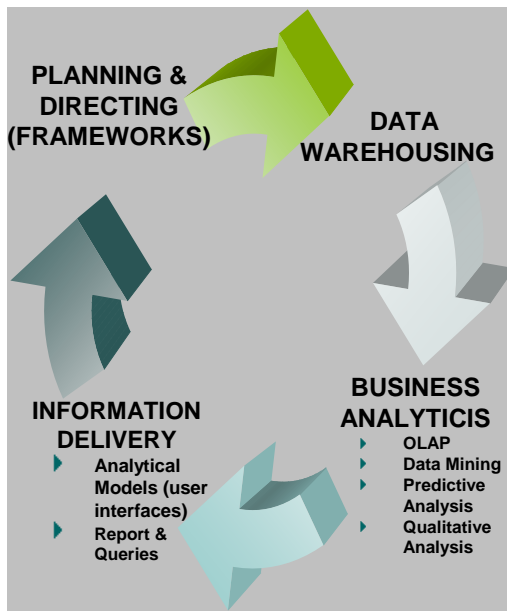 PLANNING &
DIRECTING
(FRAMEWORKS)
DATA
WAREHOUSING
BUSINESS
ANALYTICIS
OLAP
Data Mining
Predictive
Analysis
Qualitative
Analysis
INFORMATION
DELIVERY
Analytical
Models (user
interfaces)
Report &
Queries